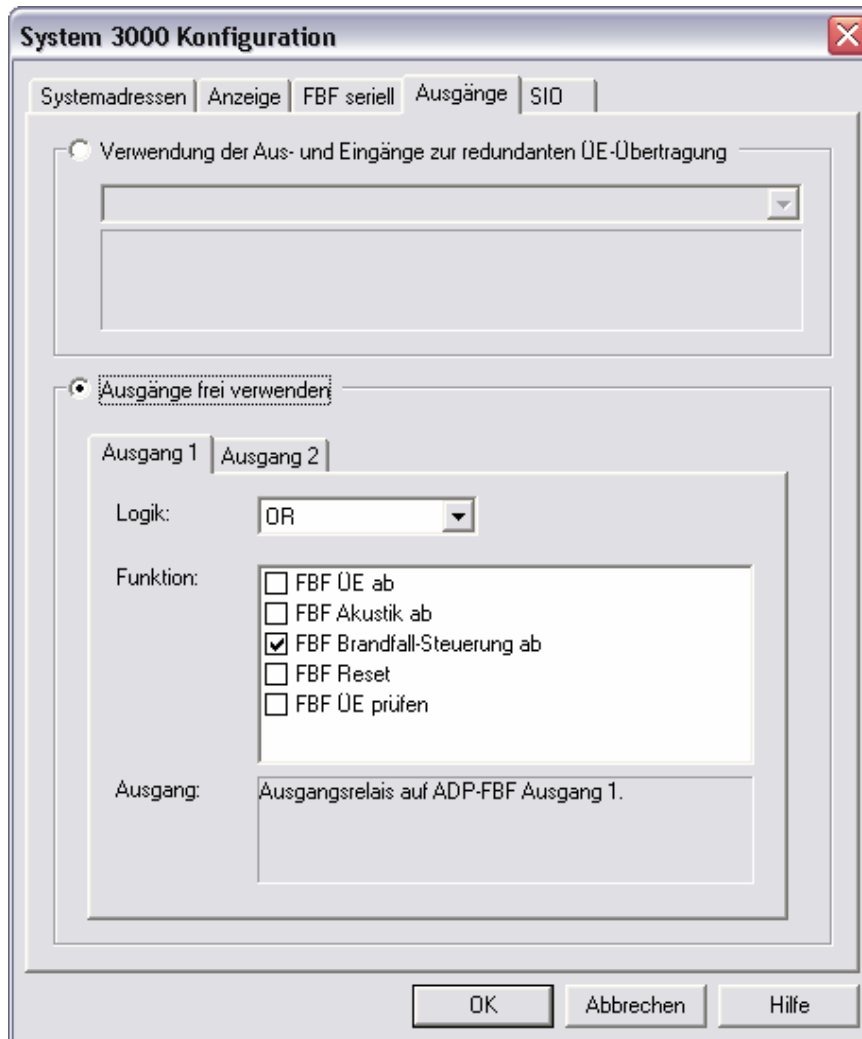 System 3000 Konfiguration
Systemadressen Anzeige FBF seriell Ausgänge SIO
Verwendung der Aus- und Eingänge zur redundanten ÜE-Übertragung
Ausgänge frei verwenden
Ausgang 1 Ausgang 2
Logik: OR
Funktion: FBF ÜE ab
FBF Akustik ab
FBF Brandfall-Steuerung ab
FBF Reset
FBF ÜE prüfen
Ausgang: Ausgangsrelais auf ADP-FBF Ausgang 1.
OK Abbrechen Hilfe